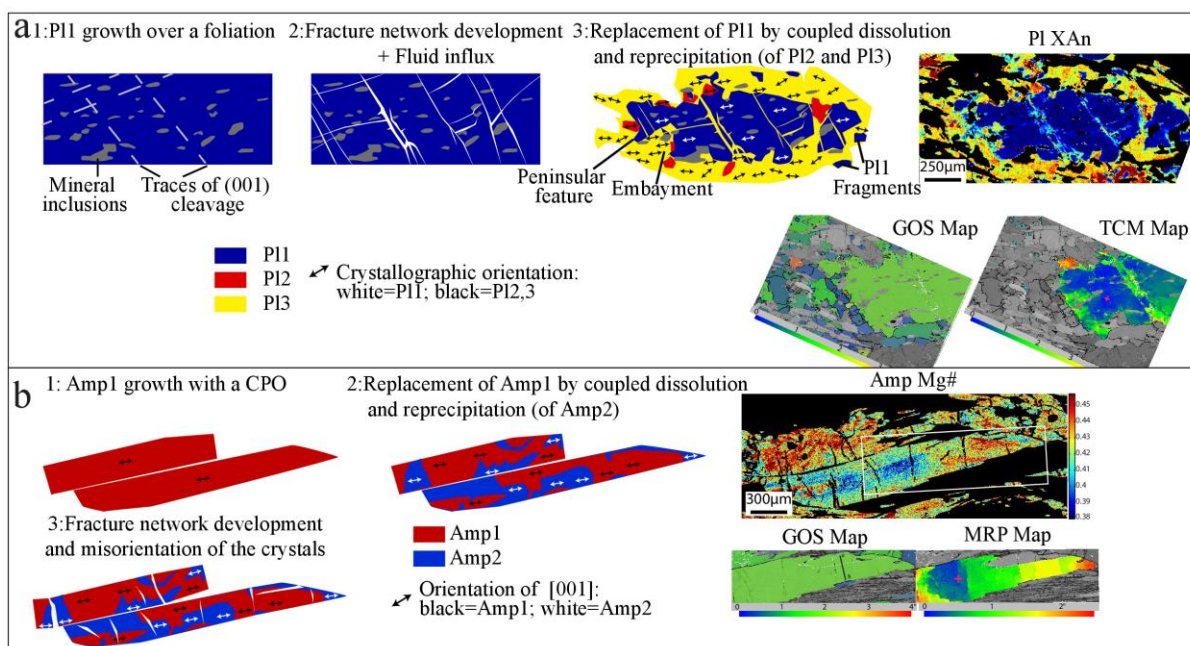 a
1:Pl1 growth over a foliation
2:Fracture network development
+ Fluid influx
3:Replacement of Pl1 by coupled dissolution
and reprecipitation (of Pl2 and Pl3)
Pl XAn
Mineral
inclusions
Traces of (001)
cleavage
Peninsular
feature
Embayment
Pl1
Fragments
250µm
Pl1
Pl2
Pl3
Crystallographic orientation:
white=Pl1; black=Pl2,3
GOS Map
TCM Map
b
1: Amp1 growth with a CPO
2:Replacement of Amp1 by coupled dissolution
and reprecipitation (of Amp2)
Amp Mg#
0.45
0.44
0.43
0.42
0.41
0.40
0.39
0.38
300µm
3:Fracture network development
and misorientation of the crystals
Amp1
Amp2
Orientation of [001]:
black=Amp1; white=Amp2
GOS Map
MRP Map
0 1 2 3 4°
0 1 2°